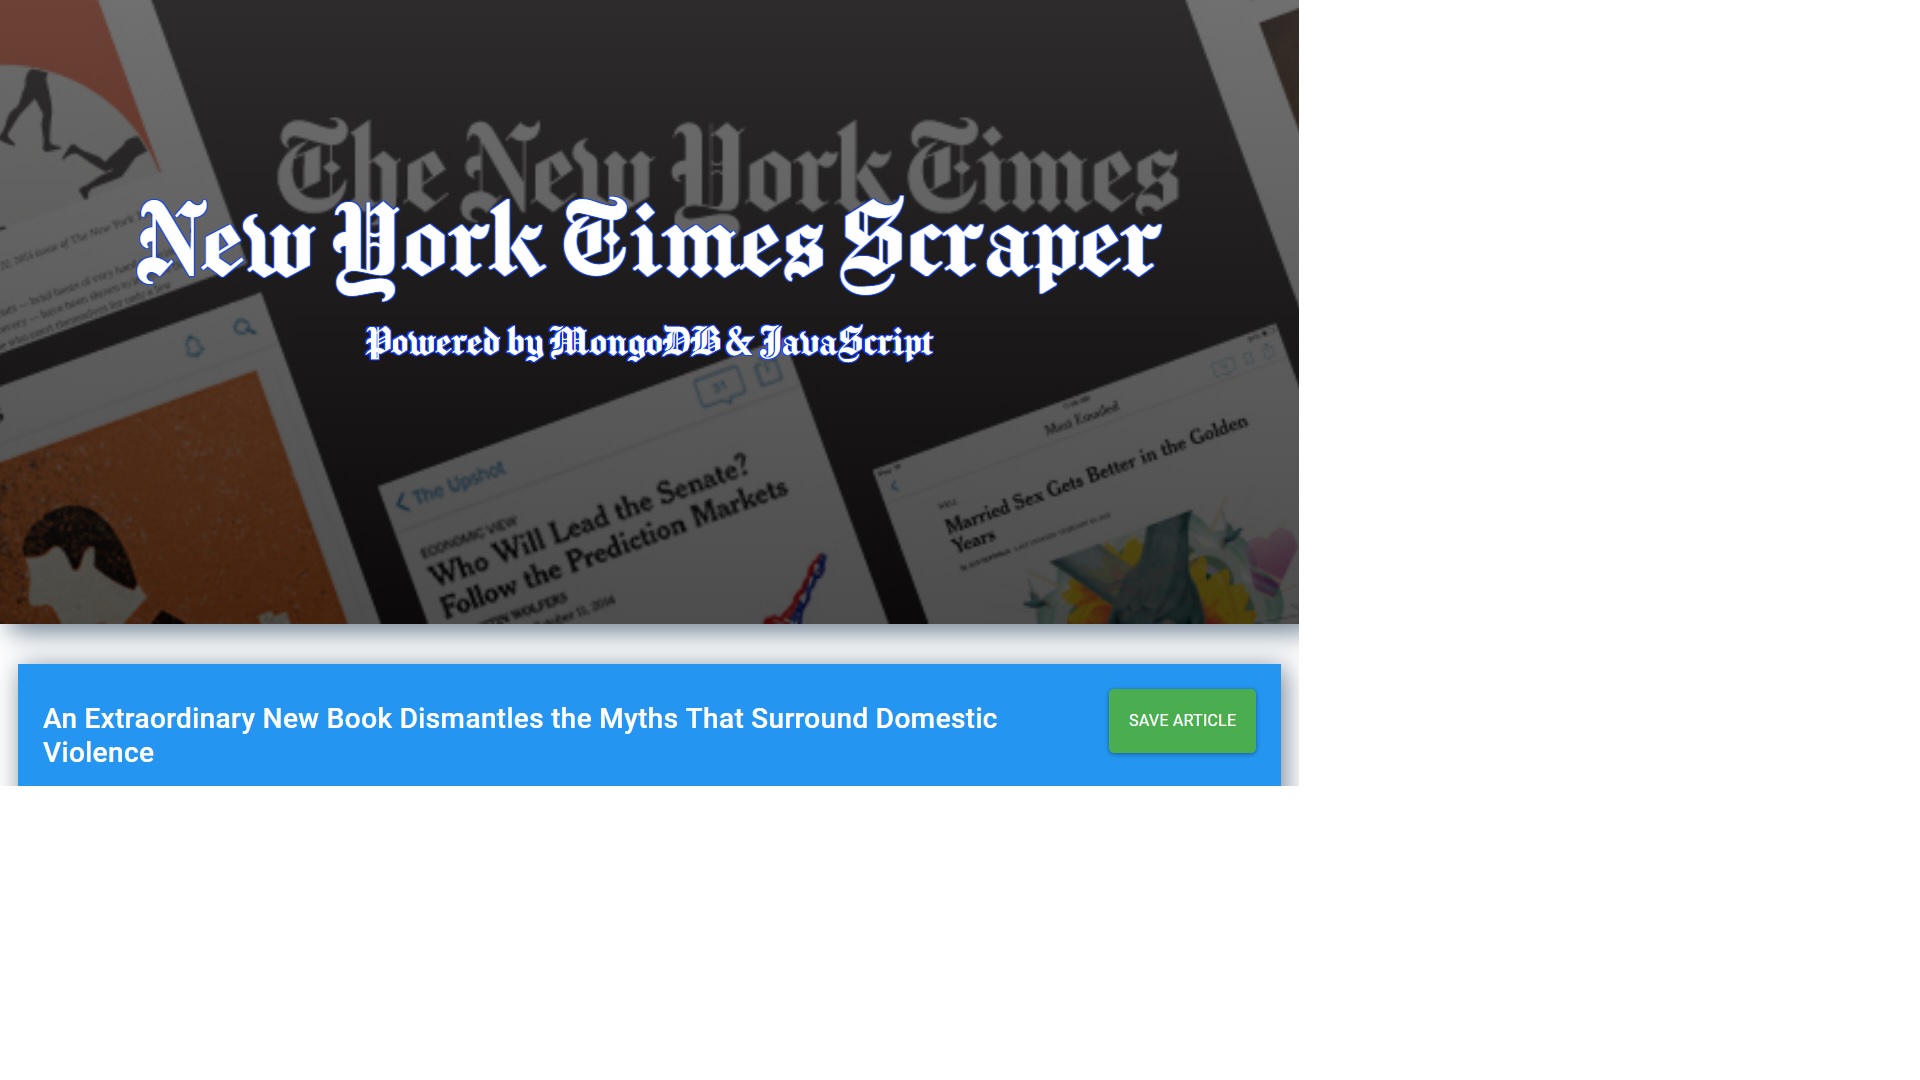 The New York Times
New York Times Scraper
Powered by MongoDB & JavaScript
31
The Upshot
ECONOMIC VIEW
Who Will Lead the Senate?
Follow the Prediction Markets
WOLFERS
Most Emailed
WELL
Married Sex Gets Better in the Golden
Years
An Extraordinary New Book Dismantles the Myths That Surround Domestic
Violence
SAVE ARTICLE